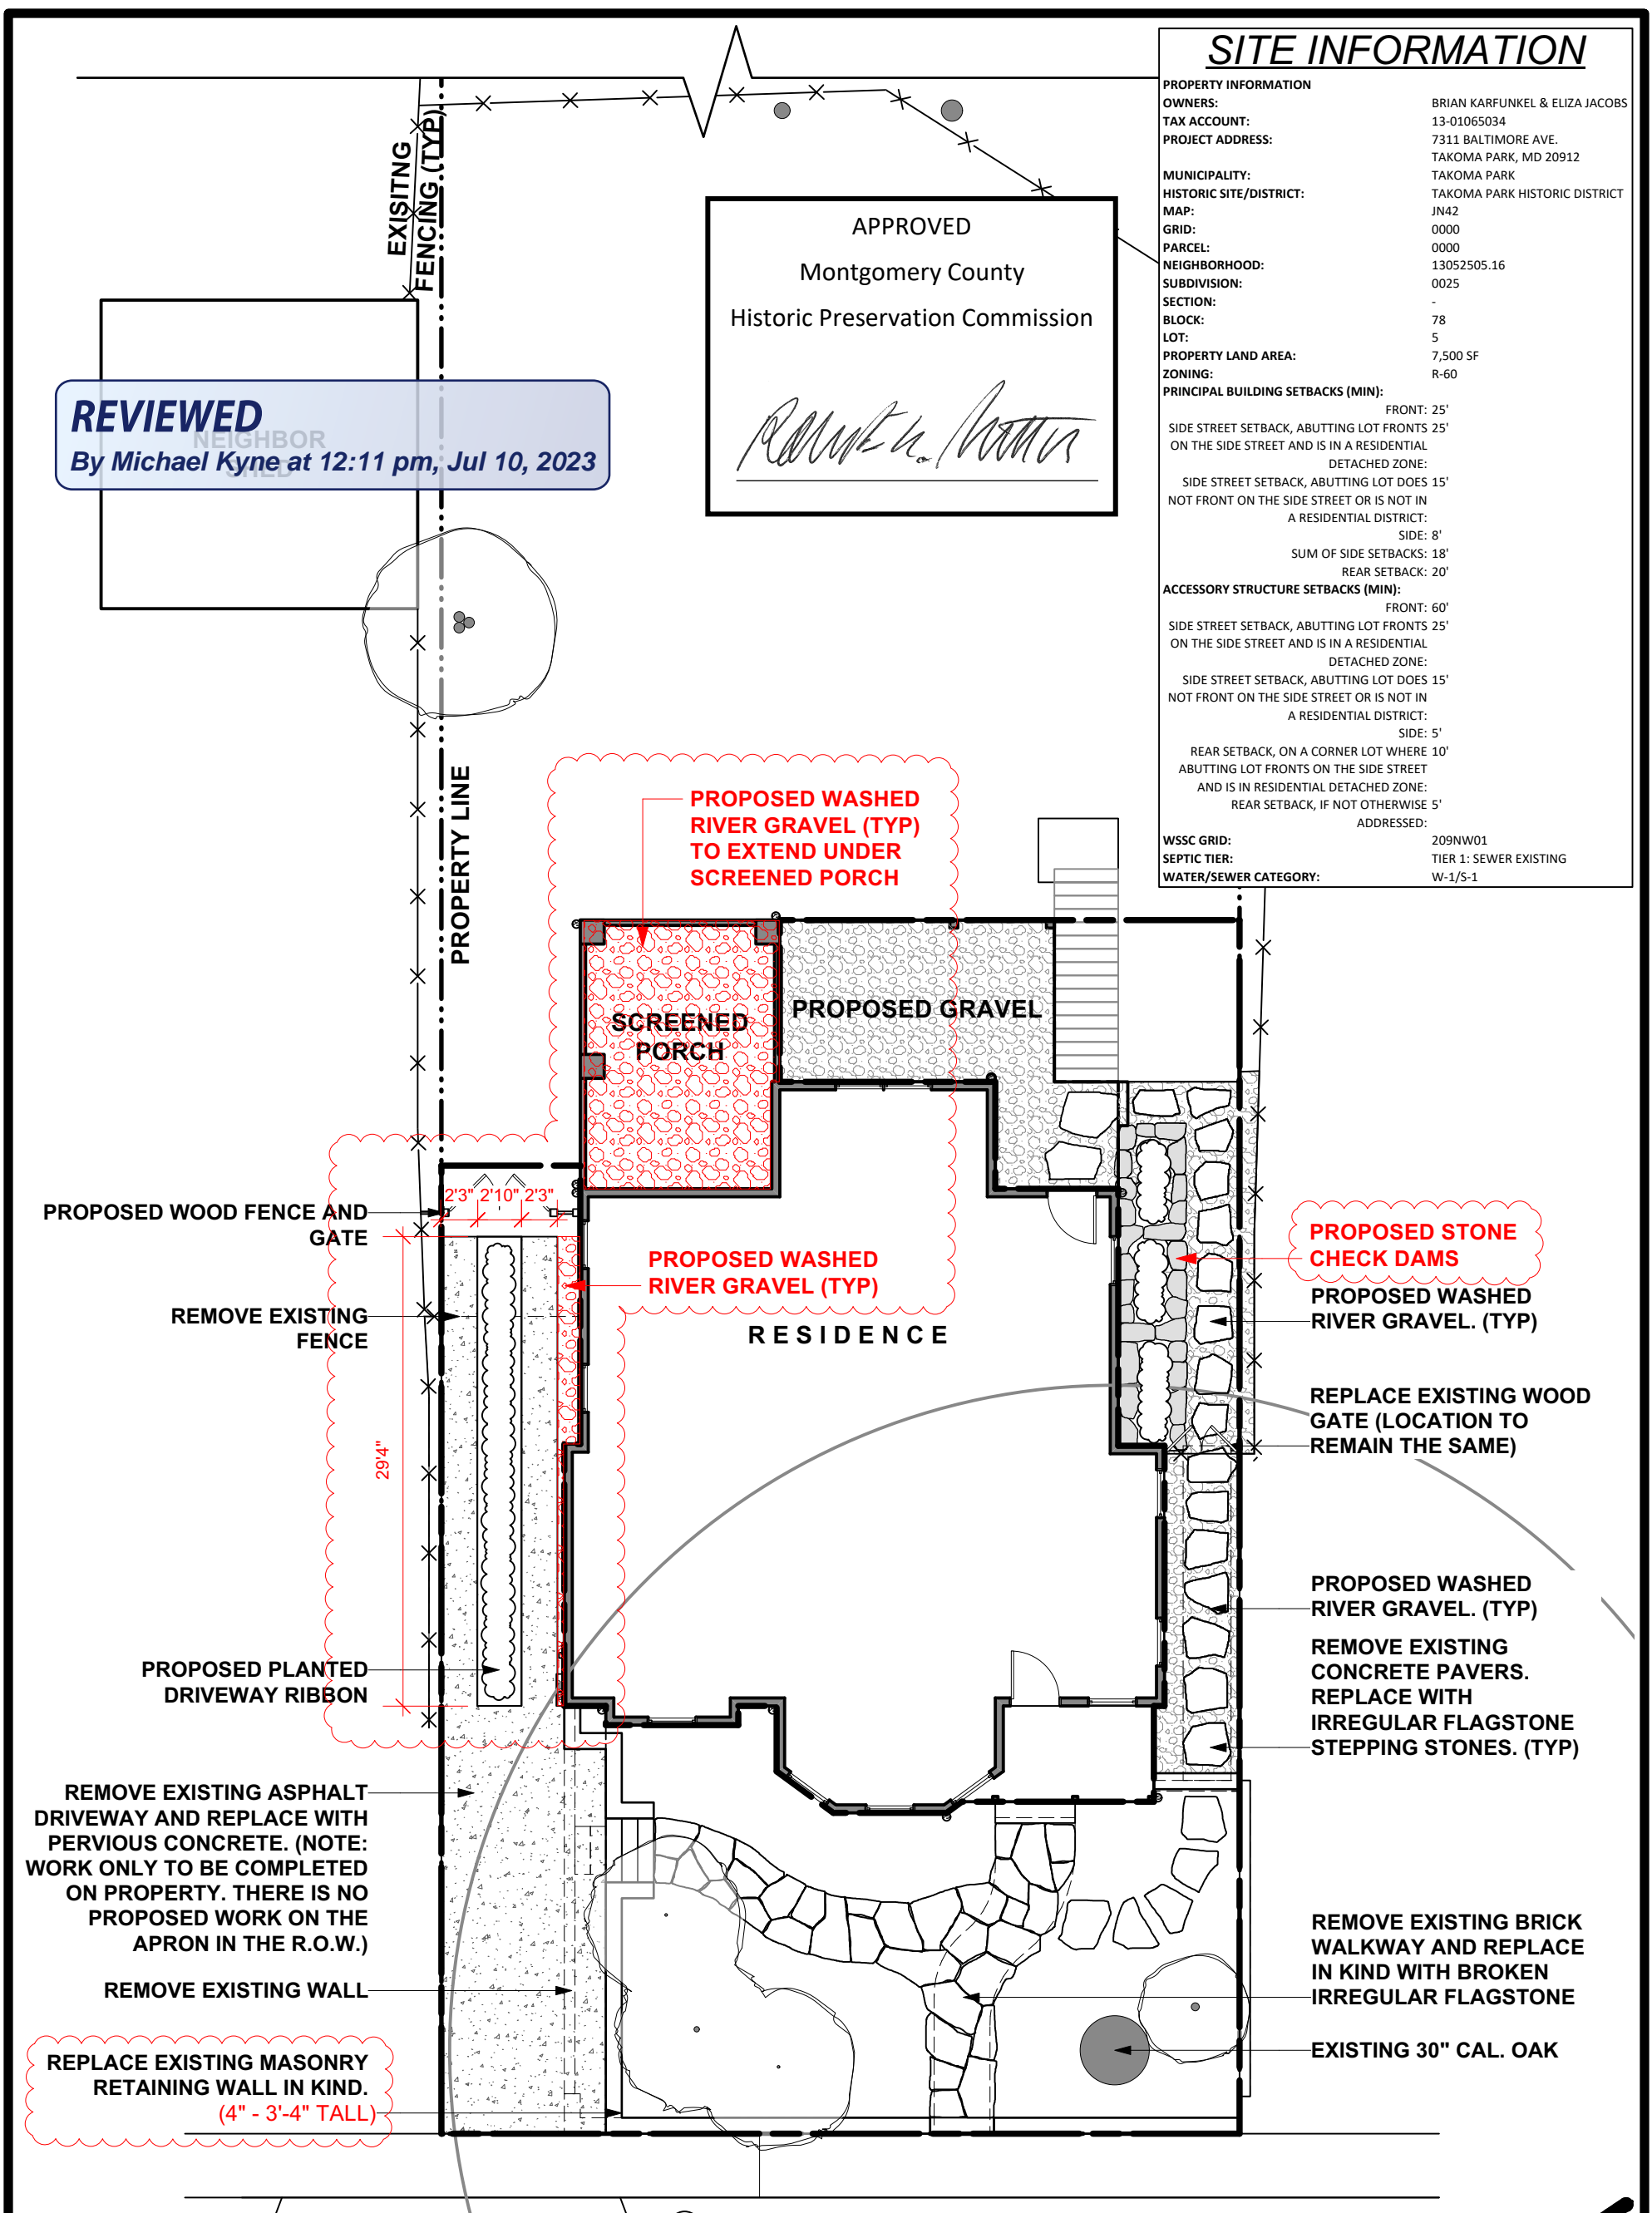 SITE INFORMATION
PROPERTY INFORMATION
OWNERS: BRIAN KARFUNKEL & ELIZA JACOBS
TAX ACCOUNT: 13-01065034
PROJECT ADDRESS: 7311 BALTIMORE AVE.
TAKOMA PARK, MD 20912
MUNICIPALITY: TAKOMA PARK
HISTORIC SITE/DISTRICT: TAKOMA PARK HISTORIC DISTRICT
MAP: JN42
GRID: 0000
PARCEL: 0000
NEIGHBORHOOD: 13052505.16
SUBDIVISION: 0025
SECTION: -
BLOCK: 78
LOT: 5
PROPERTY LAND AREA: 7,500 SF
ZONING: R-60
PRINCIPAL BUILDING SETBACKS (MIN):
FRONT: 25'
SIDE STREET SETBACK, ABUTTING LOT FRONTS 25'
ON THE SIDE STREET AND IS IN A RESIDENTIAL
DETACHED ZONE:
SIDE STREET SETBACK, ABUTTING LOT DOES 15'
NOT FRONT ON THE SIDE STREET OR IS NOT IN
A RESIDENTIAL DISTRICT:
SIDE: 8'
SUM OF SIDE SETBACKS: 18'
REAR SETBACK: 20'
ACCESSORY STRUCTURE SETBACKS (MIN):
FRONT: 60'
SIDE STREET SETBACK, ABUTTING LOT FRONTS 25'
ON THE SIDE STREET AND IS IN A RESIDENTIAL
DETACHED ZONE:
SIDE STREET SETBACK, ABUTTING LOT DOES 15'
NOT FRONT ON THE SIDE STREET OR IS NOT IN
A RESIDENTIAL DISTRICT:
SIDE: 5'
REAR SETBACK, ON A CORNER LOT WHERE 10'
ABUTTING LOT FRONTS ON THE SIDE STREET
AND IS IN RESIDENTIAL DETACHED ZONE:
REAR SETBACK, IF NOT OTHERWISE 5'
ADDRESSED:
WSSC GRID: 209NW01
SEPTIC TIER: TIER 1: SEWER EXISTING
WATER/SEWER CATEGORY: W-1/S-1
EXISITNG
FENCING (TYP)
APPROVED
Montgomery County
Historic Preservation Commission
REVIEWED
By Michael Kyne at 12:11 pm, Jul 10, 2023
NEIGHBOR
SHED
PROPERTY LINE
PROPOSED WASHED
RIVER GRAVEL (TYP)
TO EXTEND UNDER
SCREENED PORCH
SCREENED
PORCH
PROPOSED GRAVEL
2'3" 2'10" 2'3"
PROPOSED WOOD FENCE AND
GATE
PROPOSED WASHED
RIVER GRAVEL (TYP)
RESIDENCE
REMOVE EXISTING
FENCE
29'4"
PROPOSED PLANTED
DRIVEWAY RIBBON
REMOVE EXISTING ASPHALT
DRIVEWAY AND REPLACE WITH
PERVIOUS CONCRETE. (NOTE:
WORK ONLY TO BE COMPLETED
ON PROPERTY. THERE IS NO
PROPOSED WORK ON THE
APRON IN THE R.O.W.)
REMOVE EXISTING WALL
REPLACE EXISTING MASONRY
RETAINING WALL IN KIND.
(4" - 3'-4" TALL)
PROPOSED STONE
CHECK DAMS
PROPOSED WASHED
RIVER GRAVEL. (TYP)
REPLACE EXISTING WOOD
GATE (LOCATION TO
REMAIN THE SAME)
PROPOSED WASHED
RIVER GRAVEL. (TYP)
REMOVE EXISTING
CONCRETE PAVERS.
REPLACE WITH
IRREGULAR FLAGSTONE
STEPPING STONES. (TYP)
REMOVE EXISTING BRICK
WALKWAY AND REPLACE
IN KIND WITH BROKEN
IRREGULAR FLAGSTONE
EXISTING 30" CAL. OAK